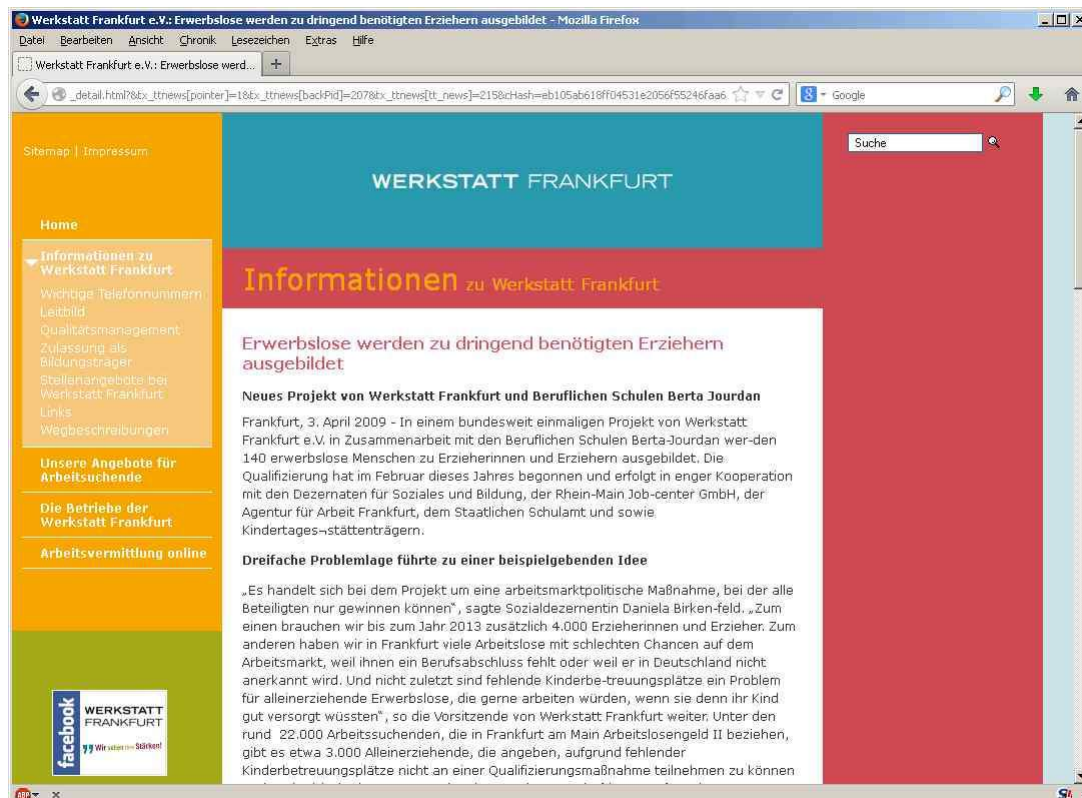 Werkstatt Frankfurt e.V.: Erwerbslose werden zu dringend benötigten Erziehern ausgebildet - Mozilla Firefox
Datei Bearbeiten Ansicht Chronik Lesezeichen Extras Hilfe
Werkstatt Frankfurt e.V.: Erwerbslose werd... +
_detail.html?&tx_ttnews[pointer]=1&tx_ttnews[backPid]=207&tx_ttnews[tt_news]=215&cHash=eb105ab618ff04531e2056f55246faa6
Google
Sitemap | Impressum
Suche
WERKSTATT FRANKFURT
Home
Informationen zu
Werkstatt Frankfurt
Wichtige Telefonnummern
Leitbild
Qualitätsmanagement
Zulassung als
Bildungsträger
Stellenangebote bei
Werkstatt Frankfurt
Links
Wegbeschreibungen
Unsere Angebote für
Arbeitsuchende
Die Betriebe der
Werkstatt Frankfurt
Arbeitsvermittlung online
facebook
WERKSTATT
FRANKFURT
Wir Stärken!
Informationen zu Werkstatt Frankfurt
Erwerbslose werden zu dringend benötigten Erziehern
ausgebildet
Neues Projekt von Werkstatt Frankfurt und Beruflichen Schulen Berta Jourdan
Frankfurt, 3. April 2009 - In einem bundesweit einmaligen Projekt von Werkstatt
Frankfurt e.V. in Zusammenarbeit mit den Beruflichen Schulen Berta-Jourdan wer-den
140 erwerbslose Menschen zu Erzieherinnen und Erziehern ausgebildet. Die
Qualifizierung hat im Februar dieses Jahres begonnen und erfolgt in enger Kooperation
mit den Dezernaten für Soziales und Bildung, der Rhein-Main Job-center GmbH, der
Agentur für Arbeit Frankfurt, dem Staatlichen Schulamt und sowie
Kindertages¬stättenträgern.
Dreifache Problemlage führte zu einer beispielgebenden Idee
„Es handelt sich bei dem Projekt um eine arbeitsmarktpolitische Maßnahme, bei der alle
Beteiligten nur gewinnen können“, sagte Sozialdezernentin Daniela Birken-feld. „Zum
einen brauchen wir bis zum Jahr 2013 zusätzlich 4.000 Erzieherinnen und Erzieher. Zum
anderen haben wir in Frankfurt viele Arbeitslose mit schlechten Chancen auf dem
Arbeitsmarkt, weil ihnen ein Berufsabschluss fehlt oder weil er in Deutschland nicht
anerkannt wird. Und nicht zuletzt sind fehlende Kinderbe-treuungsplätze ein Problem
für alleinerziehende Erwerbslose, die gerne arbeiten würden, wenn sie denn ihr Kind
gut versorgt wüssten“, so die Vorsitzende von Werkstatt Frankfurt weiter. Unter den
rund 22.000 Arbeitssuchenden, die in Frankfurt am Main Arbeitslosengeld II beziehen,
gibt es etwa 3.000 Alleinerziehende, die angeben, aufgrund fehlender
Kinderbetreuungsplätze nicht an einer Qualifizierungsmaßnahme teilnehmen zu können
ABP